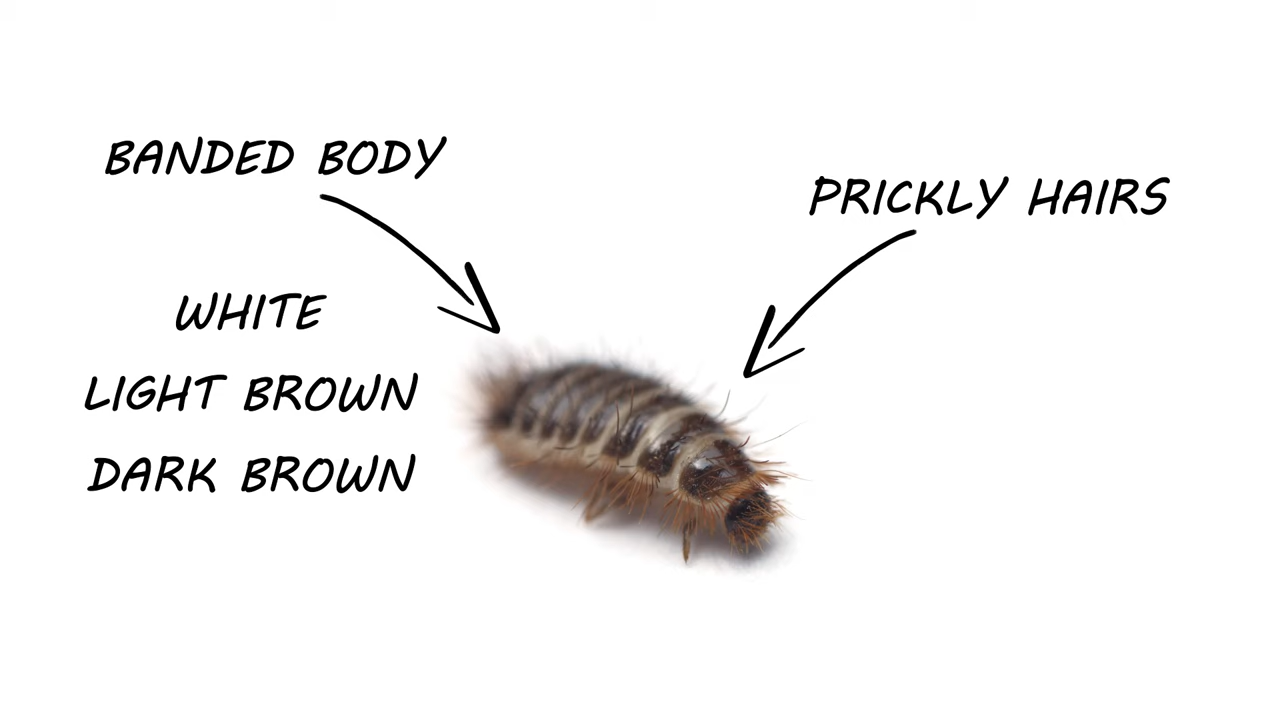 BANDED BODY
PRICKLY HAIRS
WHITE
LIGHT BROWN
DARK BROWN